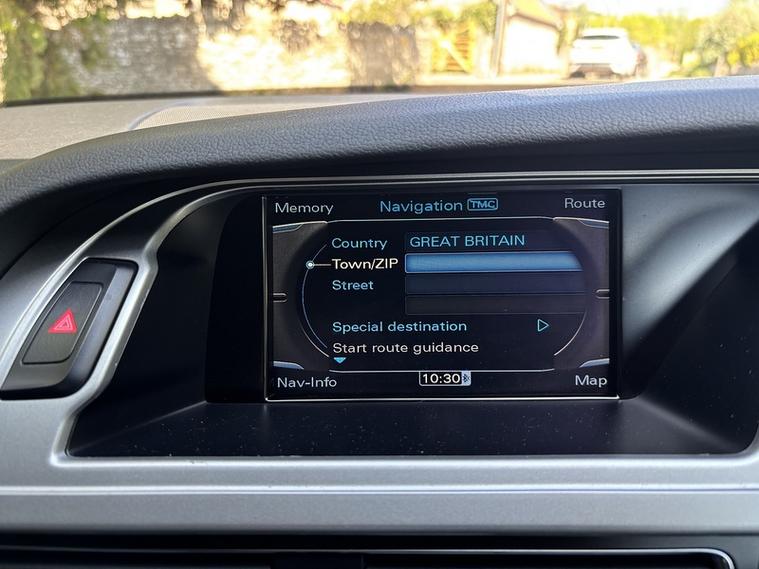 Memory Navigation TMC Route
Country GREAT BRITAIN
Town/ZIP
Street
Special destination
Start route guidance
Nav-Info 10:30 Map